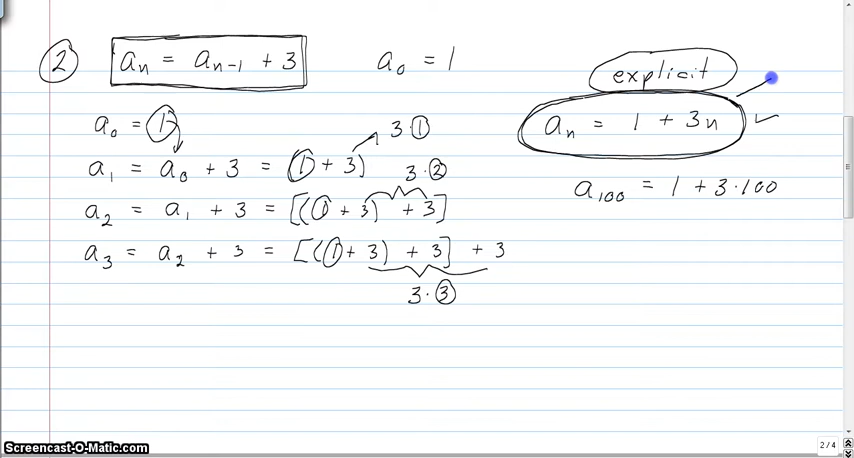 2 aₙ = aₙ₋₁ + 3 a₀ = 1
explicit
a₀ = 1
3·1
aₙ = 1 + 3n ✓
a₁ = a₀ + 3 = (1 + 3)
3·2
a₁₀₀ = 1 + 3·100
a₂ = a₁ + 3 = [(1 + 3) + 3]
a₃ = a₂ + 3 = [(1 + 3) + 3] + 3
3·3
Screencast-O-Matic.com
2/4